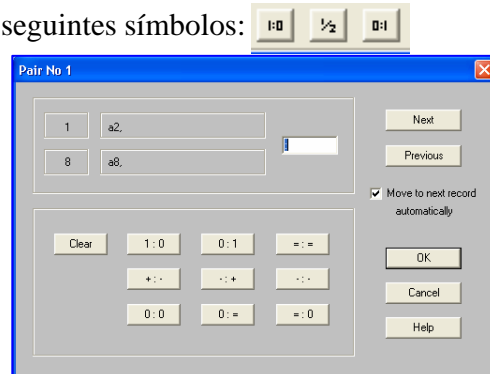 seguintes símbolos: 1:0 ½ 0:1
Pair No 1
1 a2,
8 a8,
Next
Previous
Move to next record
automatically
Clear 1 : 0 0 : 1 = : =
+ : - - : + - : -
0 : 0 0 : = = : 0
OK
Cancel
Help